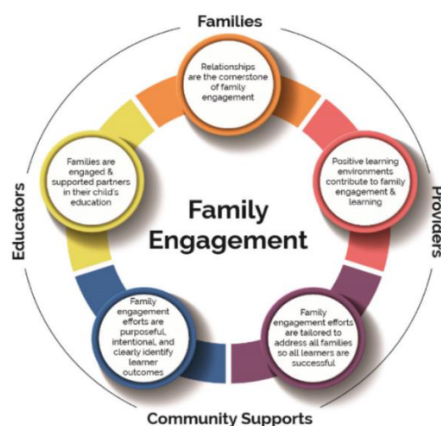 Families
Relationships
are the cornerstone
of family
engagement
Families are
engaged &
supported partners
in their child's
education
Positive learning
environments
contribute to family
engagement &
learning
Educators
Family
Engagement
Providers
Family
engagement efforts
are purposeful,
intentional, and
clearly identify
learner
outcomes
Family
engagement efforts
are tailored to
address all families
so all learners are
successful
Community Supports